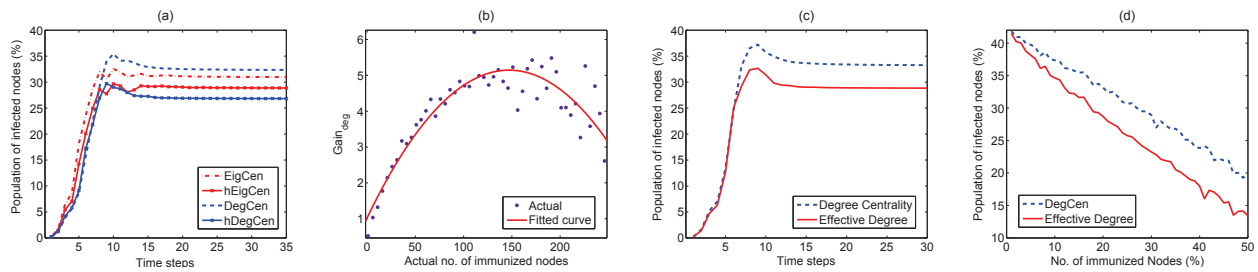 (a)
Population of infected nodes (%)
40
35
30
25
20
15
10
5
0
5
10
15
20
25
30
35
Time steps
EigCen
hEigCen
DegCen
hDegCen
(b)
Gain_deg
6
5
4
3
2
1
0
50
100
150
200
Actual no. of immunized nodes
Actual
Fitted curve
(c)
Population of infected nodes (%)
40
35
30
25
20
15
10
5
0
5
10
15
20
25
30
Time steps
Degree Centrality
Effective Degree
(d)
Population of infected nodes (%)
40
35
30
25
20
15
10
0
10
20
30
40
50
No. of immunized Nodes (%)
DegCen
Effective Degree